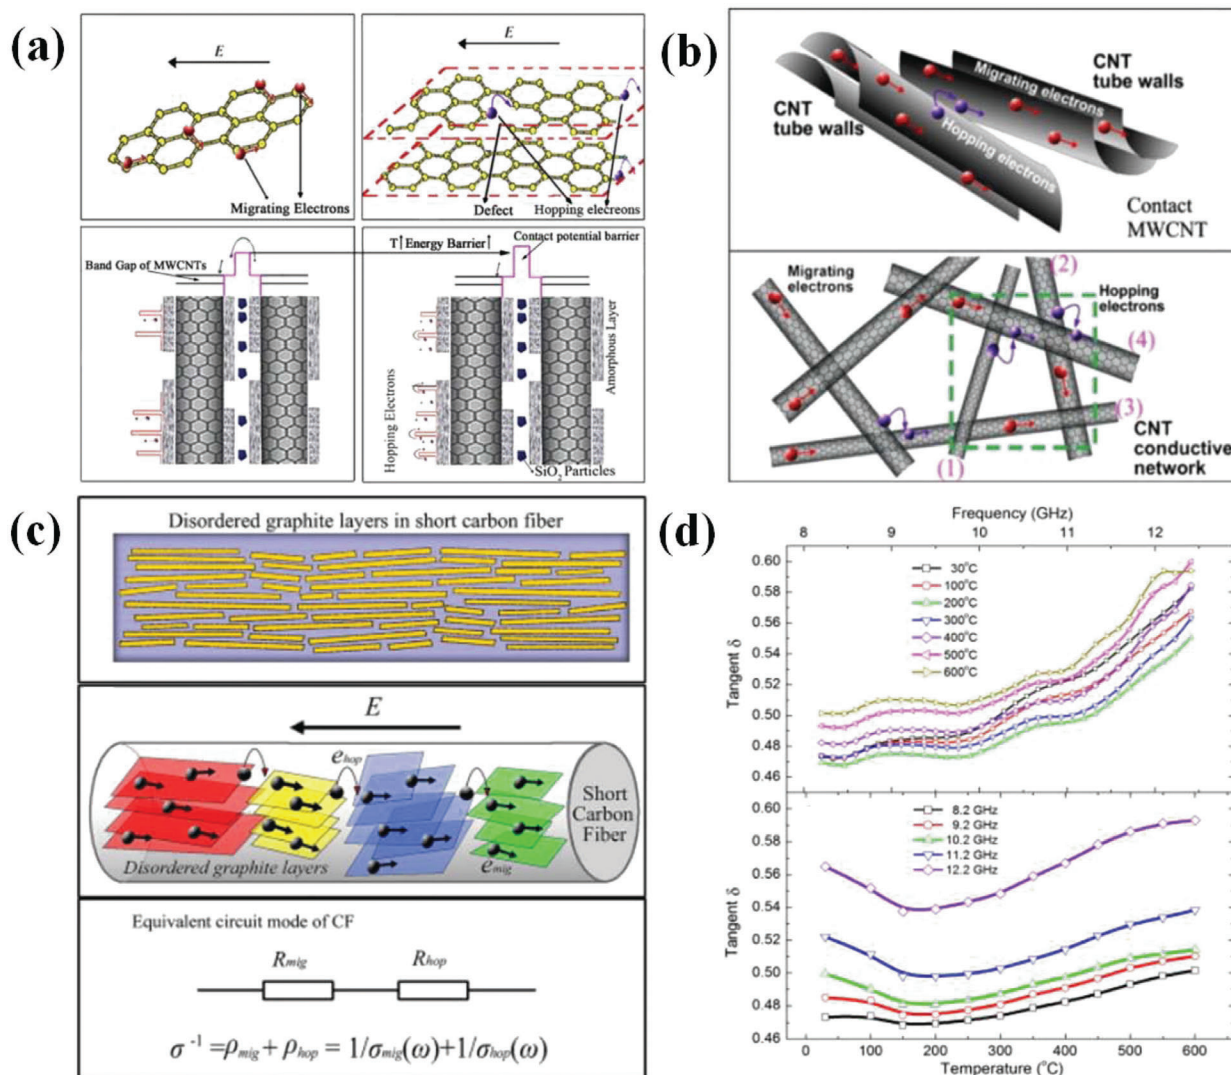 (a)
E
Migrating Electrons
E
Defect
Hopping elecreons
Band Gap of MWCNTs
T↑Energy Barrier↑
Contact potential barrier
Amorphous Layer
Hopping Electrons
SiO2 Particles
(b)
CNT
tube walls
CNT
tube walls
Migrating electrons
Hopping electrons
Contact
MWCNT
Migrating
electrons
(2)
Hopping
electrons
(4)
(3)
(1)
CNT
conductive
network
(c)
Disordered graphite layers in short carbon fiber
E
ehop
Short
Carbon
Fiber
Disordered graphite layers
emig
Equivalent circuit mode of CF
Rmig
Rhop
σ -1 =ρmig + ρhop = 1/σmig(ω)+1/σhop(ω)
(d)
Frequency (GHz)
8 9 10 11 12
Tangent δ
0.60
0.58
0.56
0.54
0.52
0.50
0.48
0.46
30°C
100°C
200°C
300°C
400°C
500°C
600°C
Tangent δ
0.60
0.58
0.56
0.54
0.52
0.50
0.48
0.46
8.2 GHz
9.2 GHz
10.2 GHz
11.2 GHz
12.2 GHz
0 100 200 300 400 500 600
Temperature (°C)